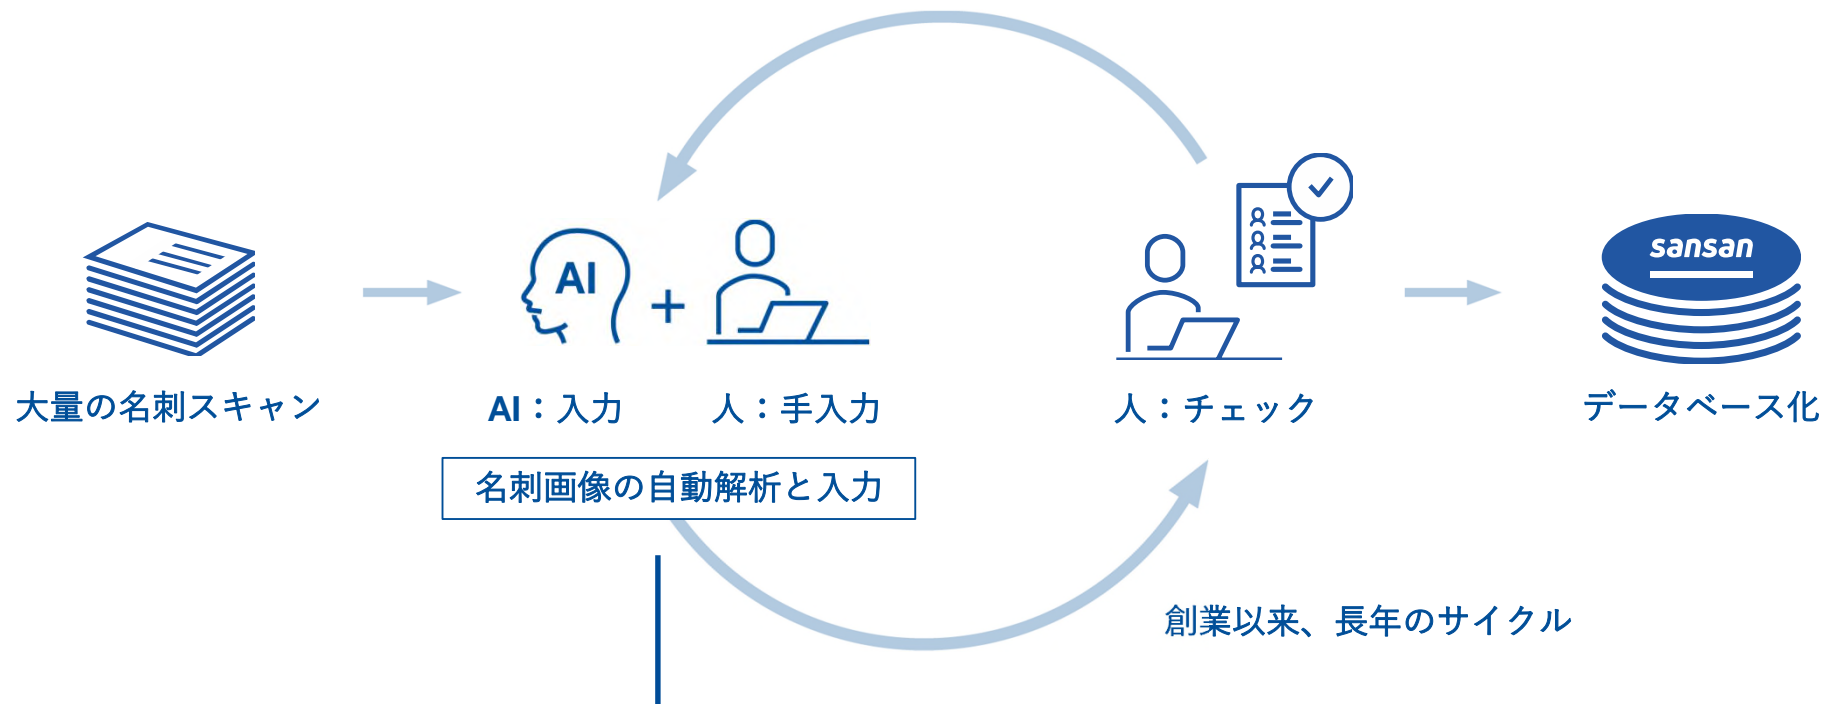 AI
sansan
大量の名刺スキャン
AI：入力
人：手入力
人：チェック
データベース化
名刺画像の自動解析と入力
創業以来、長年のサイクル